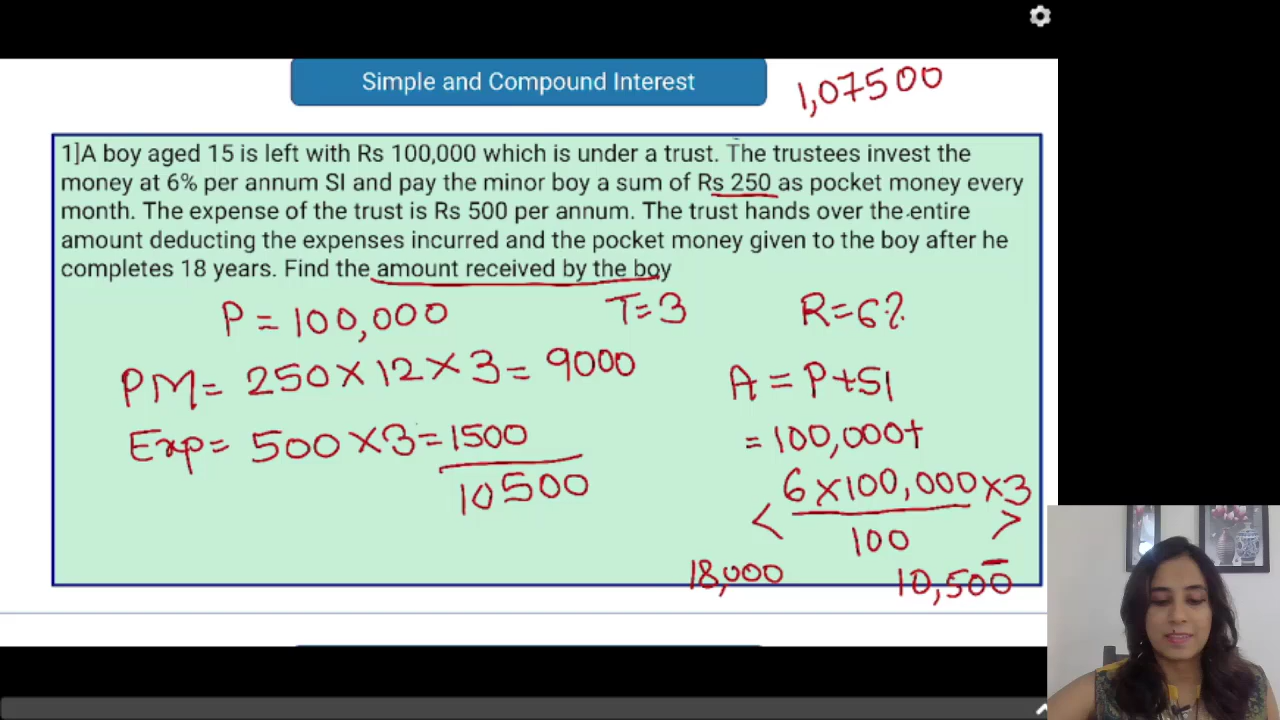 Simple and Compound Interest
1,07500
1]A boy aged 15 is left with Rs 100,000 which is under a trust. The trustees invest the
money at 6% per annum SI and pay the minor boy a sum of Rs 250 as pocket money every
month. The expense of the trust is Rs 500 per annum. The trust hands over the entire
amount deducting the expenses incurred and the pocket money given to the boy after he
completes 18 years. Find the amount received by the boy
P = 100,000 T=3 R=6%
PM= 250×12×3= 9000
A = P+SI
Exp= 500×3=1500
= 100,000+
10500
6×100,000×3
100
18,000 10,500